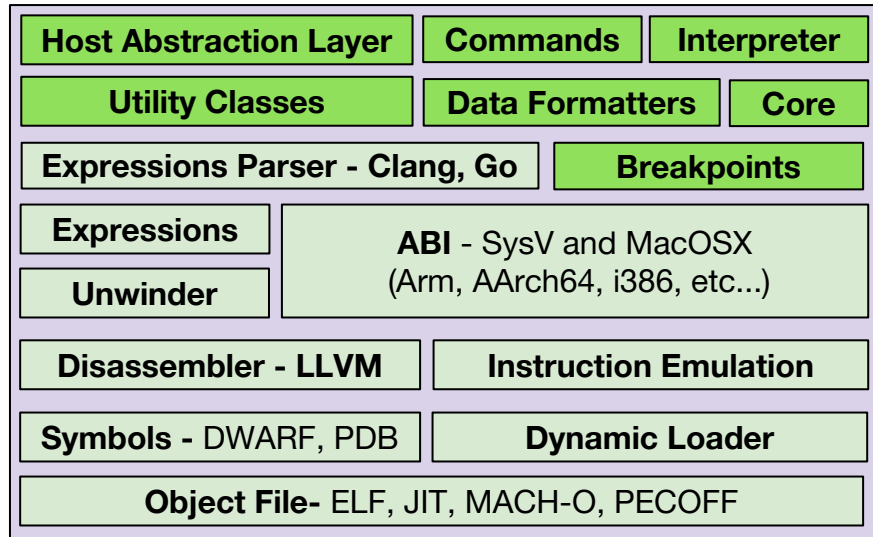 Host Abstraction Layer
Commands
Interpreter
Utility Classes
Data Formatters
Core
Expressions Parser - Clang, Go
Breakpoints
Expressions
Unwinder
ABI - SysV and MacOSX
(Arm, AArch64, i386, etc...)
Disassembler - LLVM
Instruction Emulation
Symbols - DWARF, PDB
Dynamic Loader
Object File- ELF, JIT, MACH-O, PECOFF